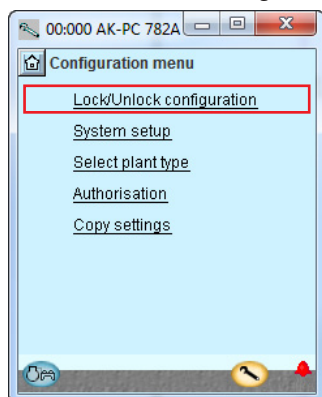 00:000 AK-PC 782A
Configuration menu
Lock/Unlock configuration
System setup
Select plant type
Authorisation
Copy settings